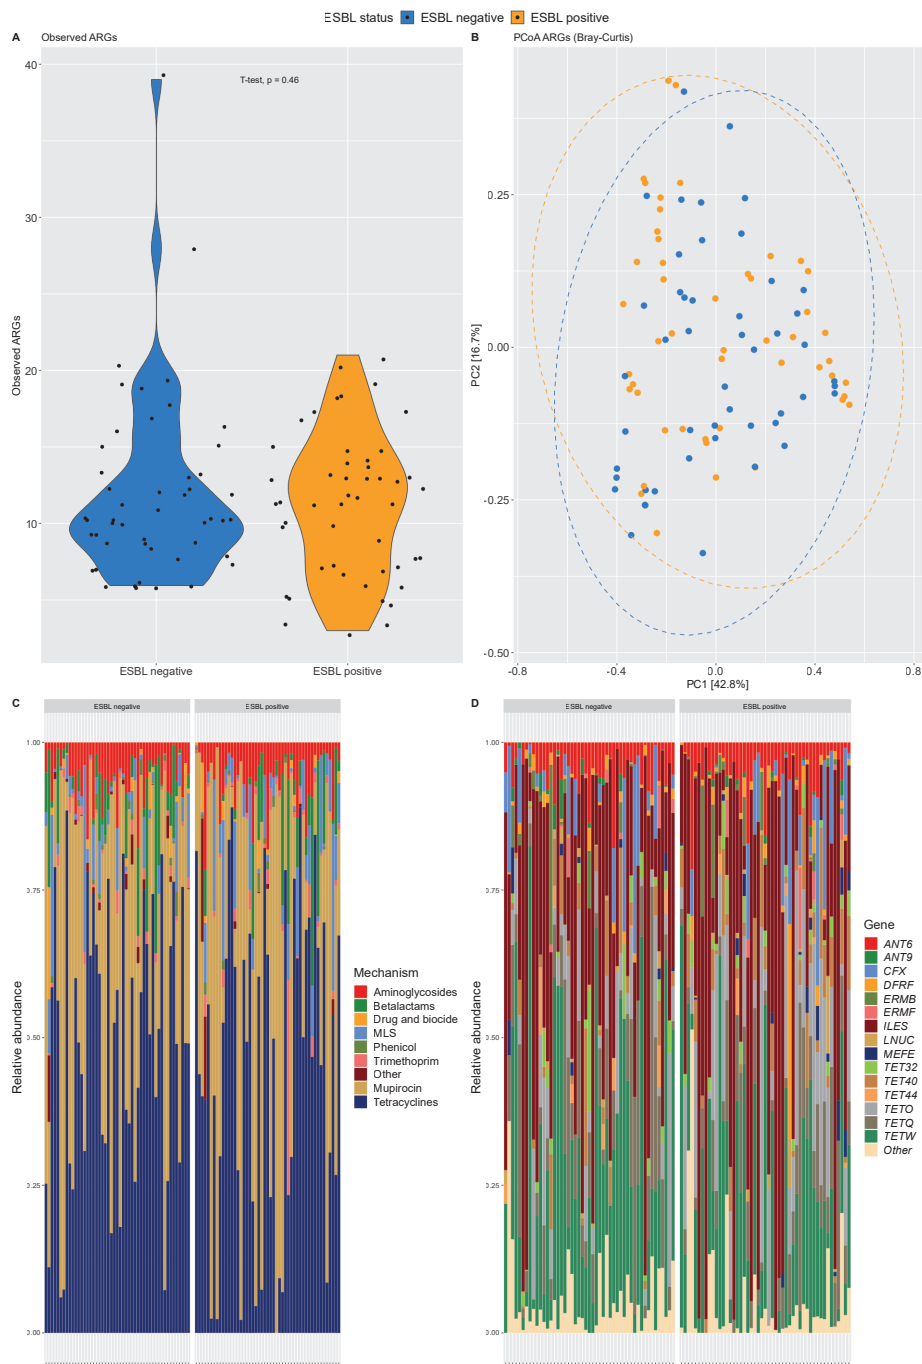 ESBL status ESBL negative ESBL positive
A Observed ARGs
T-test, p = 0.46
40
30
20
10
Observed ARGs
ESBL negative ESBL positive
B PCoA ARGs (Bray-Curtis)
0.25
0.00
-0.25
-0.50
PC2 [16.7%]
-0.8 -0.4 0.0 0.4 0.8
PC1 [42.8%]
C
ESBL negative ESBL positive
1.00
0.75
0.50
0.25
0.00
Relative abundance
Mechanism
Aminoglycosides
Betalactams
Drug and biocide
MLS
Phenicol
Trimethoprim
Other
Mupirocin
Tetracyclines
D
ESBL negative ESBL positive
1.00
0.75
0.50
0.25
0.00
Relative abundance
Gene
ANT6
ANT9
CFX
DFRF
ERMB
ERMF
ILES
LNUC
MEFE
TET32
TET40
TET44
TETO
TETQ
TETW
Other